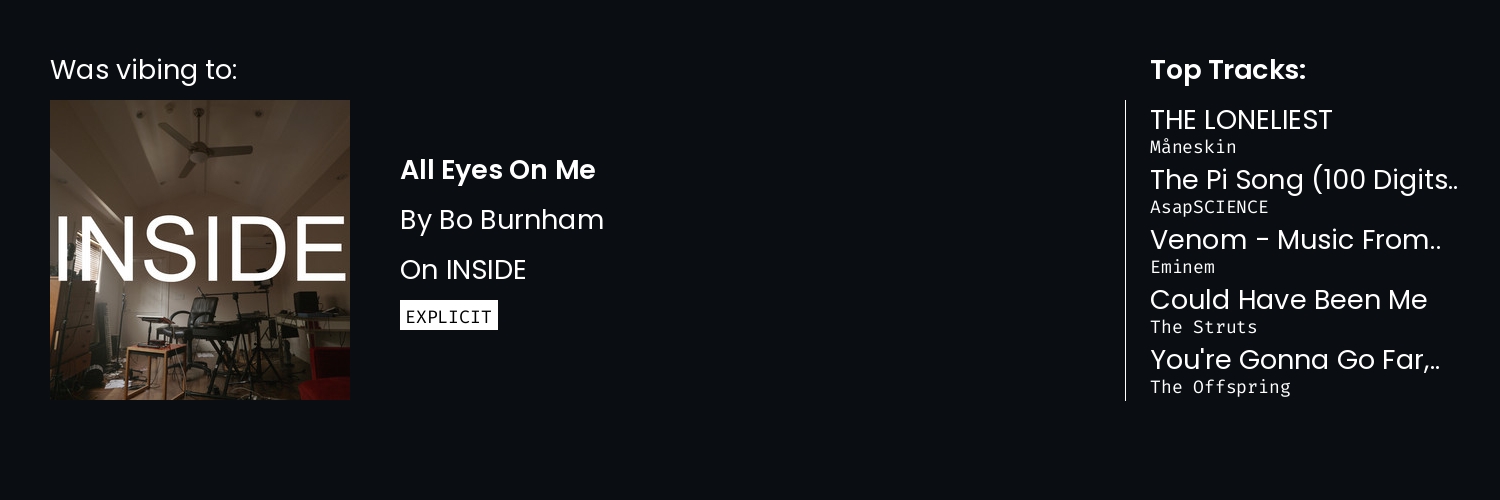 Was vibing to:
INSIDE
All Eyes On Me
By Bo Burnham
On INSIDE
EXPLICIT
Top Tracks:
THE LONELIEST
Måneskin
The Pi Song (100 Digits..
AsapSCIENCE
Venom - Music From..
Eminem
Could Have Been Me
The Struts
You're Gonna Go Far,..
The Offspring